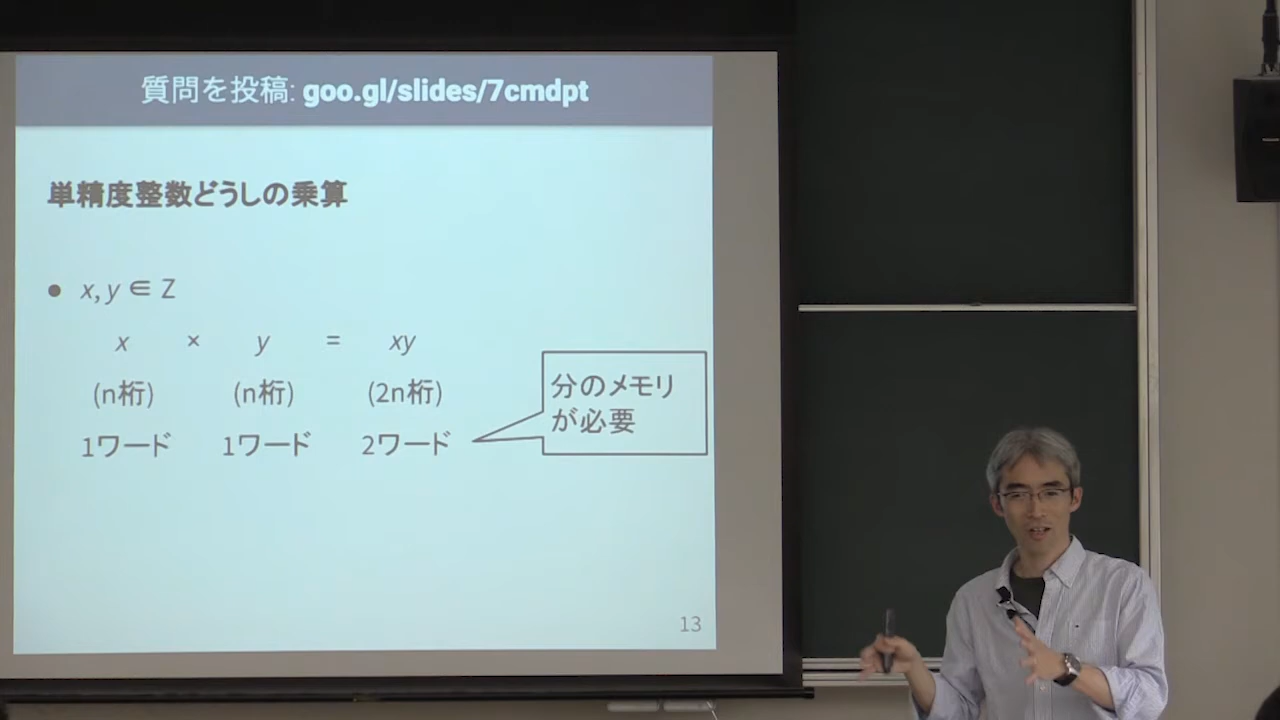 質問を投稿: goo.gl/slides/7cmdpt
単精度整数どうしの乗算
● x, y ∈ Z
x × y = xy
(n桁) (n桁) (2n桁)
1ワード 1ワード 2ワード
分のメモリ
が必要
13